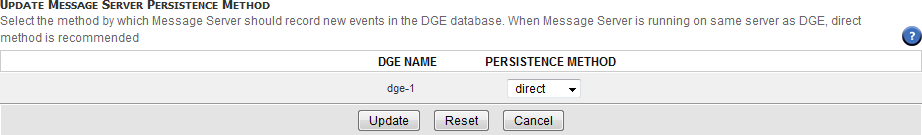 UPDATE MESSAGE SERVER PERSISTENCE METHOD
Select the method by which Message Server should record new events in the DGE database. When Message Server is running on same server as DGE, direct
method is recommended
?
DGE NAME PERSISTENCE METHOD
dge-1 direct
Update Reset Cancel